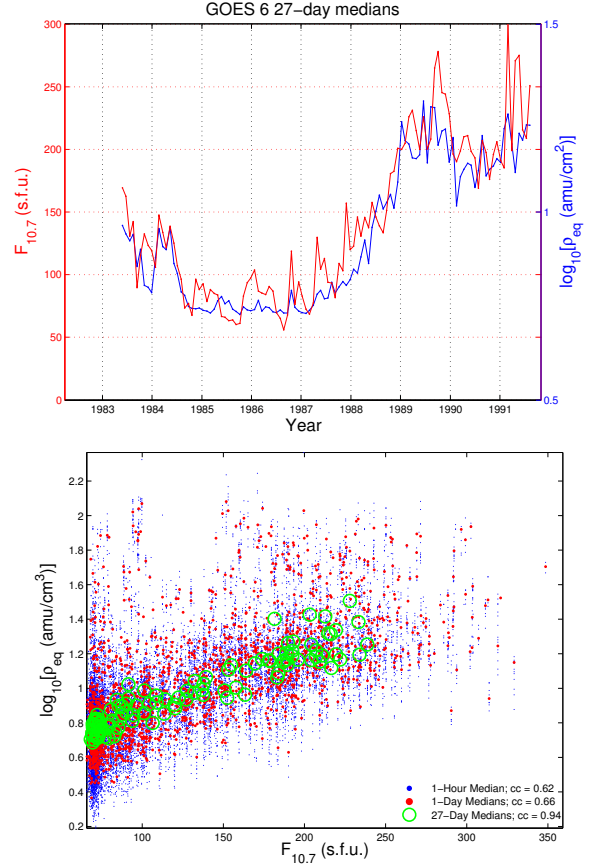 GOES 6 27−day medians
300
250
200
150
100
50
0
F10.7 (s.f.u.)
1.5
1
0.5
log10[ρeq (amu/cm2)
1983 1984 1985 1986 1987 1988 1989 1990 1991
Year
2.2
2
1.8
1.6
1.4
1.2
1
0.8
0.6
0.4
0.2
log10[ρeq (amu/cm3)
1−Hour Median; cc = 0.62
1−Day Medians; cc = 0.66
27−Day Medians; cc = 0.94
100 150 200 250 300 350
F10.7 (s.f.u.)